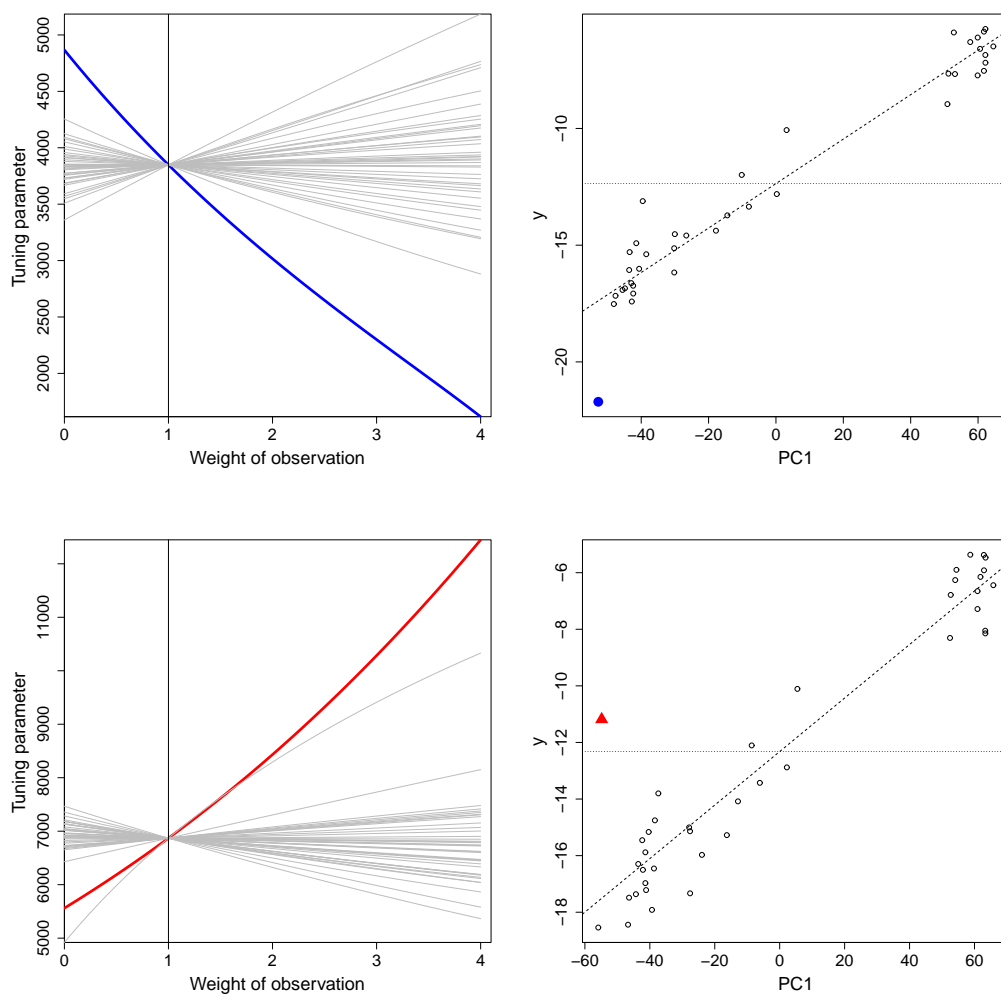 Tuning parameter
5000
4500
4000
3500
3000
2500
2000
0 1 2 3 4
Weight of observation
y
−10
−15
−20
−40 −20 0 20 40 60
PC1
Tuning parameter
11000
9000
8000
7000
6000
5000
0 1 2 3 4
Weight of observation
y
−6
−8
−10
−12
−14
−16
−18
−60 −40 −20 0 20 40 60
PC1